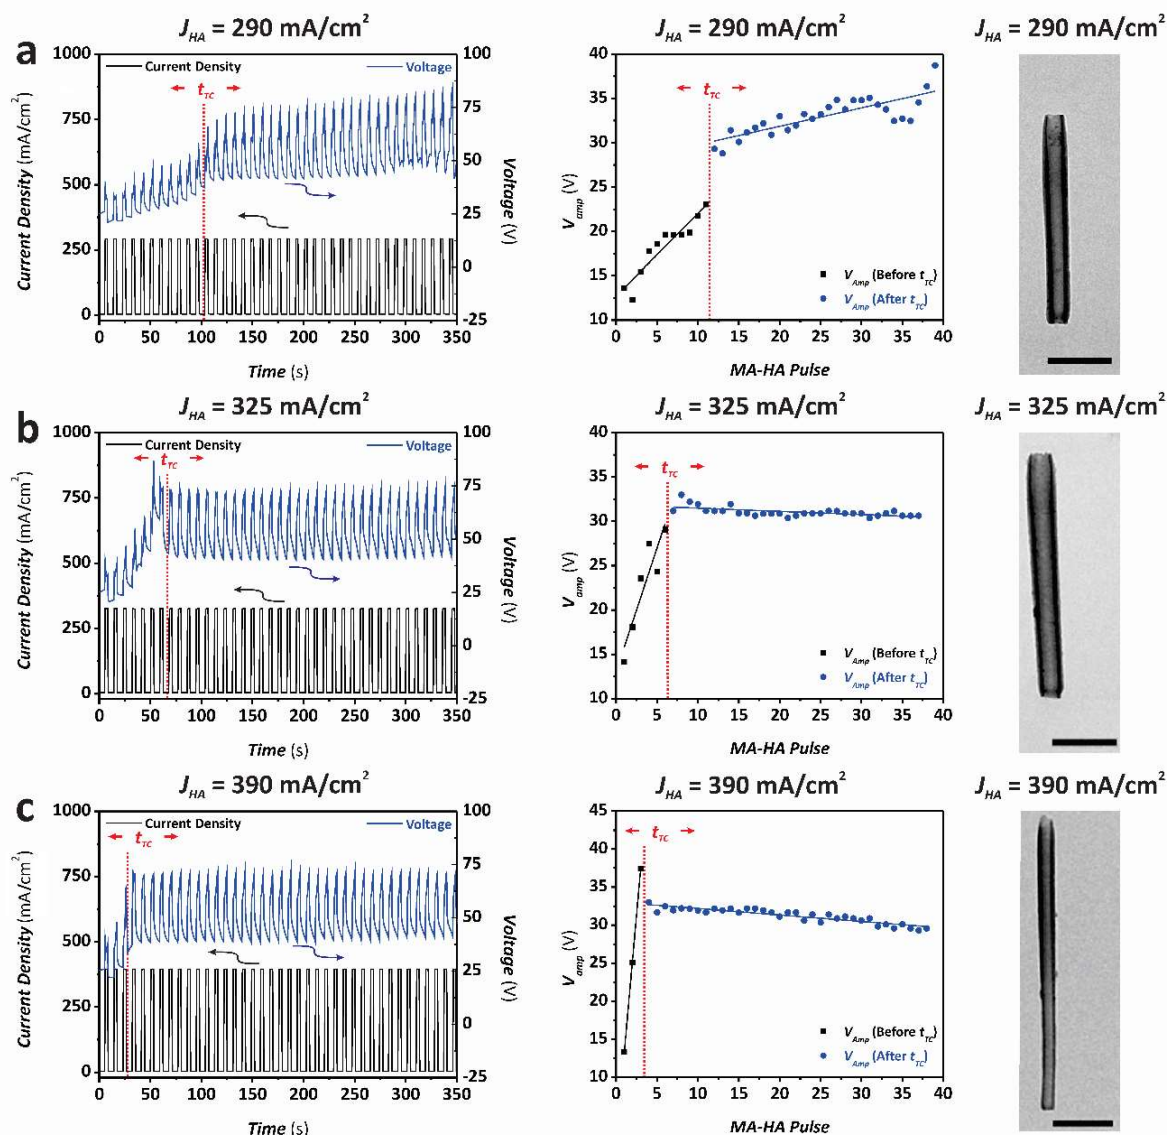 a
J_HA = 290 mA/cm²
J_HA = 290 mA/cm²
J_HA = 290 mA/cm²
Current Density
Voltage
t_TC
Current Density (mA/cm²)
1000
750
500
250
0
100
75
50
25
0
-25
Voltage (V)
0 50 100 150 200 250 300 350
Time (s)
V_amp (V)
40
35
30
25
20
15
10
t_TC
V_Amp (Before t_TC)
V_Amp (After t_TC)
0 5 10 15 20 25 30 35 40
MA-HA Pulse
b
J_HA = 325 mA/cm²
J_HA = 325 mA/cm²
J_HA = 325 mA/cm²
Current Density
Voltage
t_TC
Current Density (mA/cm²)
1000
750
500
250
0
100
75
50
25
0
-25
Voltage (V)
0 50 100 150 200 250 300 350
Time (s)
V_amp (V)
40
35
30
25
20
15
10
t_TC
V_Amp (Before t_TC)
V_Amp (After t_TC)
0 5 10 15 20 25 30 35 40
MA-HA Pulse
c
J_HA = 390 mA/cm²
J_HA = 390 mA/cm²
J_HA = 390 mA/cm²
Current Density
Voltage
t_TC
Current Density (mA/cm²)
1000
750
500
250
0
100
75
50
25
0
-25
Voltage (V)
0 50 100 150 200 250 300 350
Time (s)
V_amp (V)
45
40
35
30
25
20
15
10
t_TC
V_Amp (Before t_TC)
V_Amp (After t_TC)
0 5 10 15 20 25 30 35 40
MA-HA Pulse